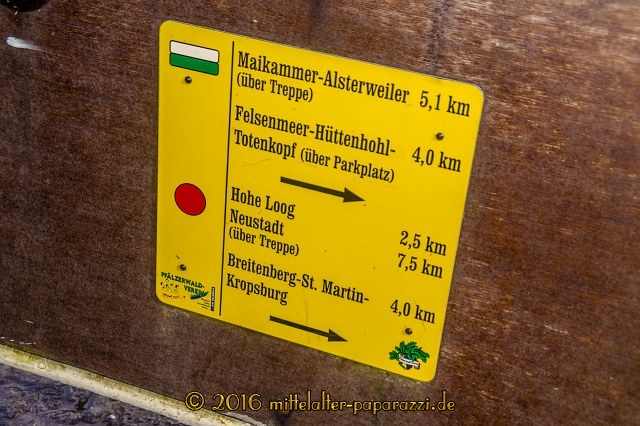 Maikammer-Alsterweiler 5,1 km
(über Treppe)
Felsenmeer-Hüttenhohl-
Totenkopf (über Parkplatz) 4,0 km
Hohe Loog 2,5 km
Neustadt 7,5 km
(über Treppe)
Breitenberg-St. Martin-
Kropsburg 4,0 km
PFÄLZERWALD-
VEREIN
© 2016 mittelalter-paparazzi.de